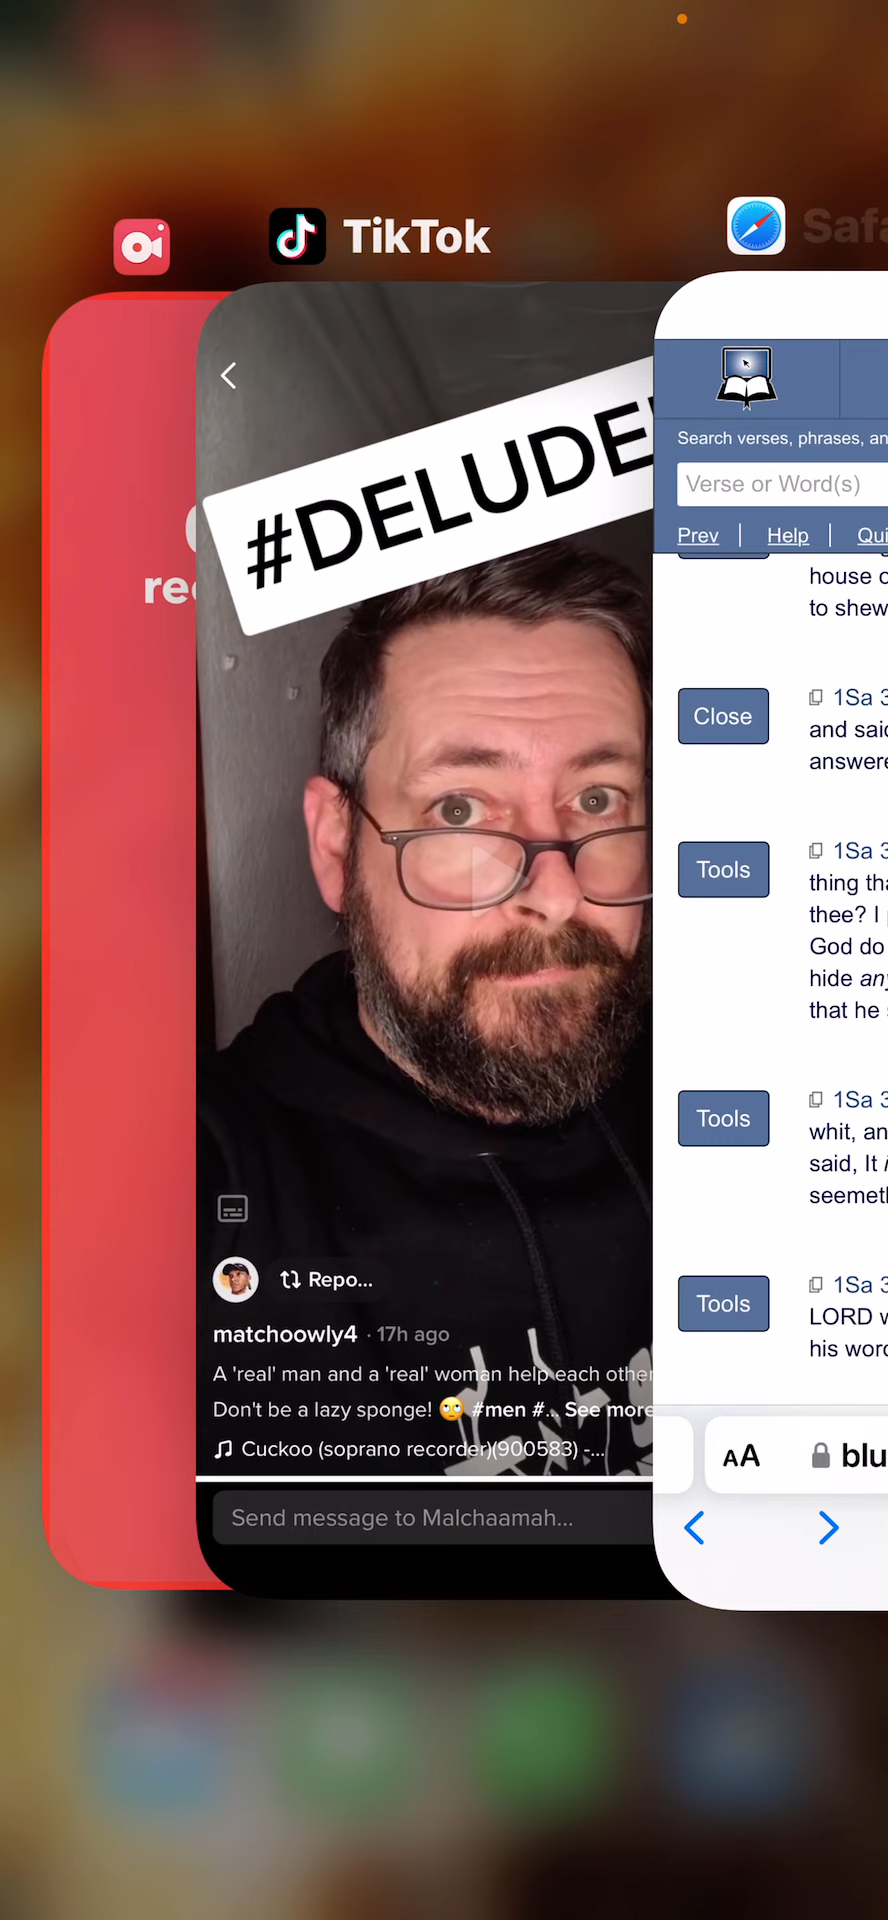 TikTok
Safa
rec
#DELUDE
Repo...
matchoowly4 · 17h ago
A 'real' man and a 'real' woman help each other
Don't be a lazy sponge! 🙄 #men #... See more
Cuckoo (soprano recorder)(900583) -...
Send message to Malchaamah...
Search verses, phrases, an
Verse or Word(s)
Prev | Help | Qui
house o
to shew
Close
1Sa 3
and said
answere
Tools
1Sa 3
thing tha
thee? I p
God do
hide any
that he s
Tools
1Sa 3
whit, an
said, It i
seemeth
Tools
1Sa 3
LORD w
his word
AA
blu